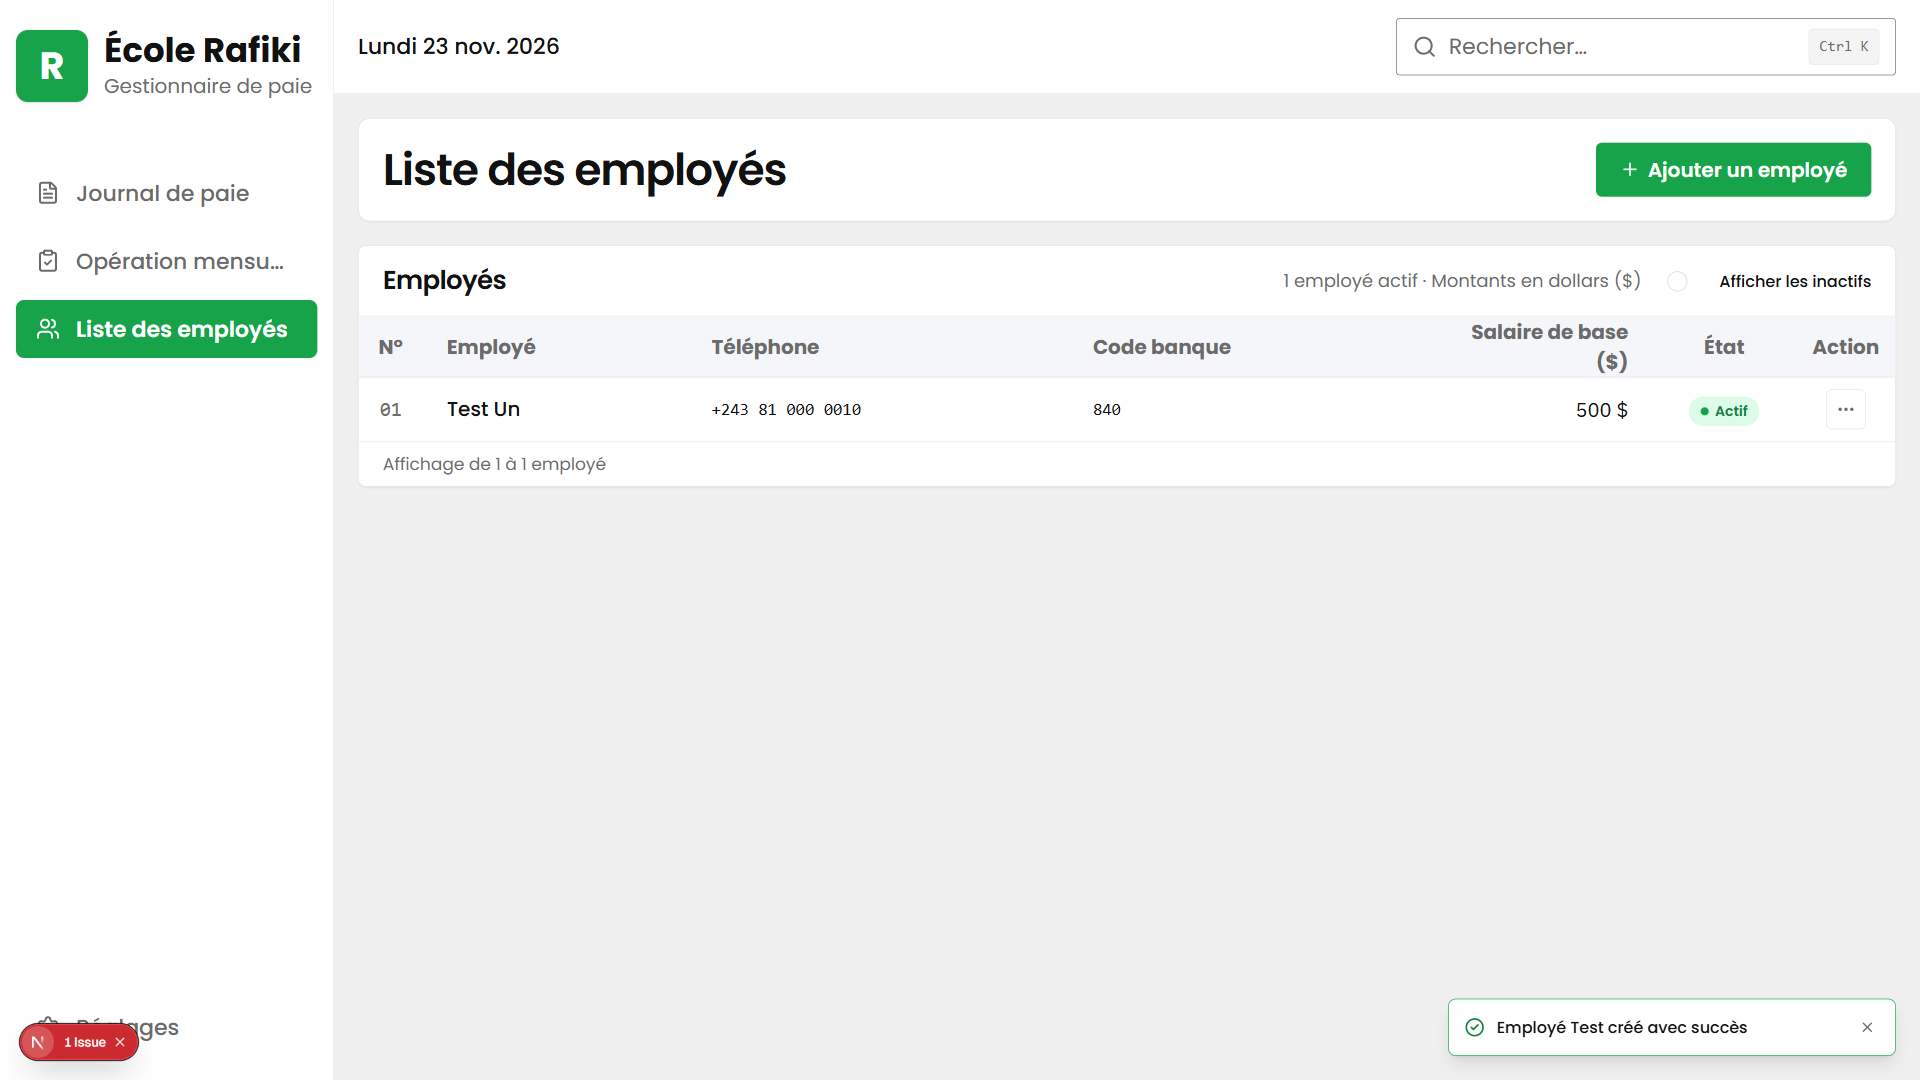 R
École Rafiki
Gestionnaire de paie
Journal de paie
Opération mensu...
Liste des employés
Lundi 23 nov. 2026
Rechercher...
Ctrl K
Liste des employés
+ Ajouter un employé
Employés
1 employé actif · Montants en dollars ($)
Afficher les inactifs
N° Employé Téléphone Code banque Salaire de base ($) État Action
01 Test Un +243 81 000 0010 840 500 $ Actif ...
Affichage de 1 à 1 employé
N 1 Issue
Employé Test créé avec succès